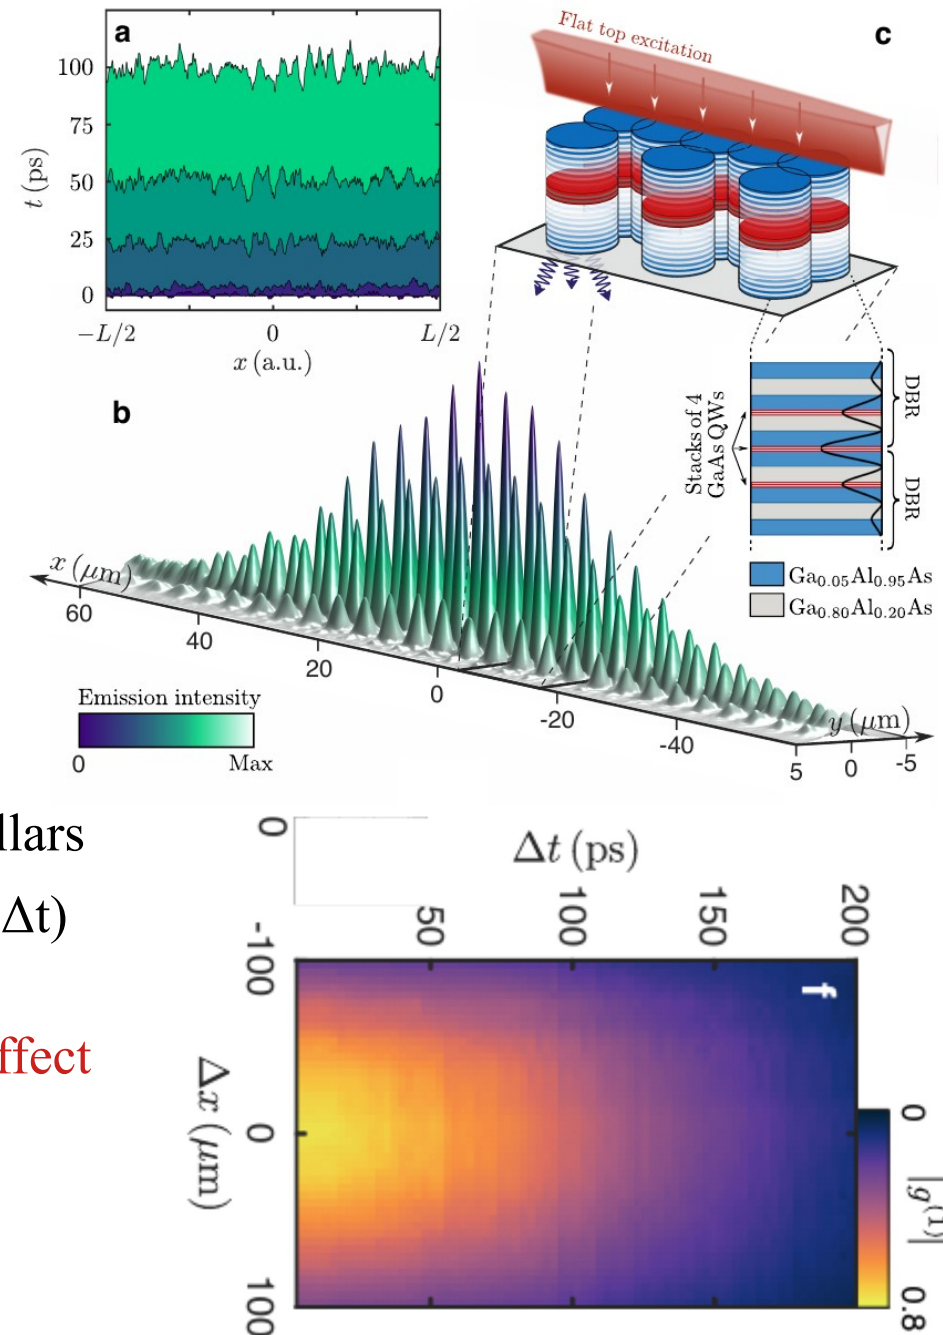 a
100
75
50
25
0
t (ps)
−L/2
0
L/2
x (a.u.)
c
Flat top excitation
Stacks of 4
GaAs QWs
DBR
DBR
Ga0.05Al0.95As
Ga0.80Al0.20As
b
x (μm)
60
40
20
0
-20
-40
5
0
-5
y (μm)
Emission intensity
0
Max
llars
Δt)
ffect
Δt (ps)
0
50
100
150
200
-100
0
100
Δx (μm)
f
0
|g(1)|
0.8